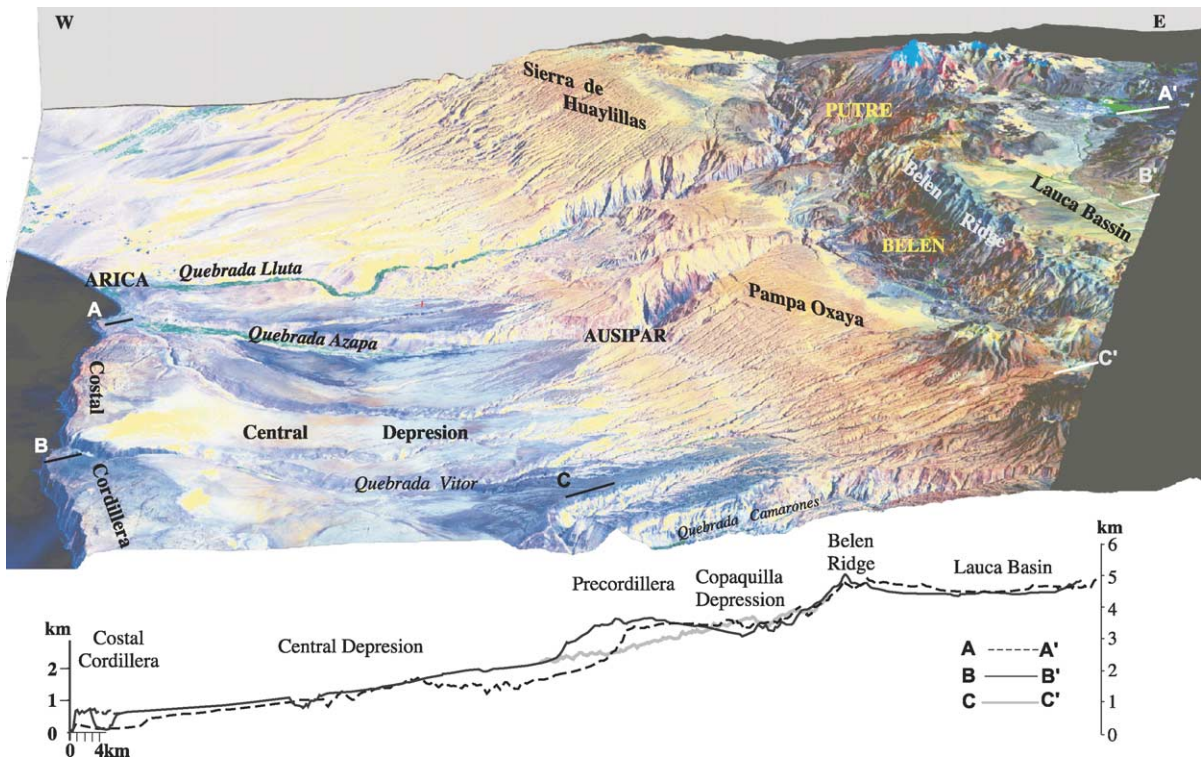 W
E
Sierra de
Huaylillas
PUTRE
A'
B'
Belen
Ridge
Lauca Bassin
BELEN
Quebrada Lluta
ARICA
A
Pampa Oxaya
Quebrada
Azapa
AUSIPAR
C'
Costal
Central Depresion
B
Cordillera
Quebrada Vitor
C
Quebrada Camarones
km
6
5
4
3
2
1
0
Belen
Ridge
Lauca Basin
Precordillera
Copaquilla
Depression
km
2
1
0
Costal
Cordillera
Central Depresion
A A'
B B'
C C'
0 4km